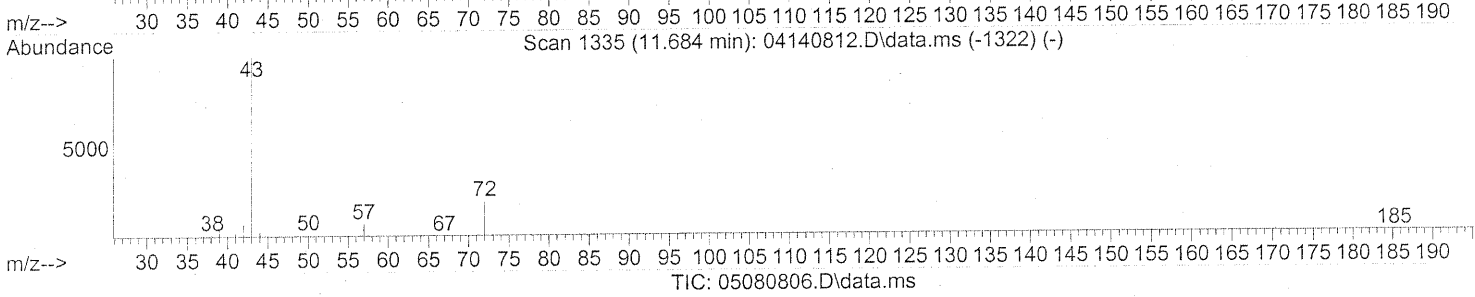 m/z--> 30 35 40 45 50 55 60 65 70 75 80 85 90 95 100 105 110 115 120 125 130 135 140 145 150 155 160 165 170 175 180 185 190
Abundance
Scan 1335 (11.684 min): 04140812.D\data.ms (-1322) (-)
43
5000
72
57
38
50
67
185
m/z--> 30 35 40 45 50 55 60 65 70 75 80 85 90 95 100 105 110 115 120 125 130 135 140 145 150 155 160 165 170 175 180 185 190
TIC: 05080806.D\data.ms